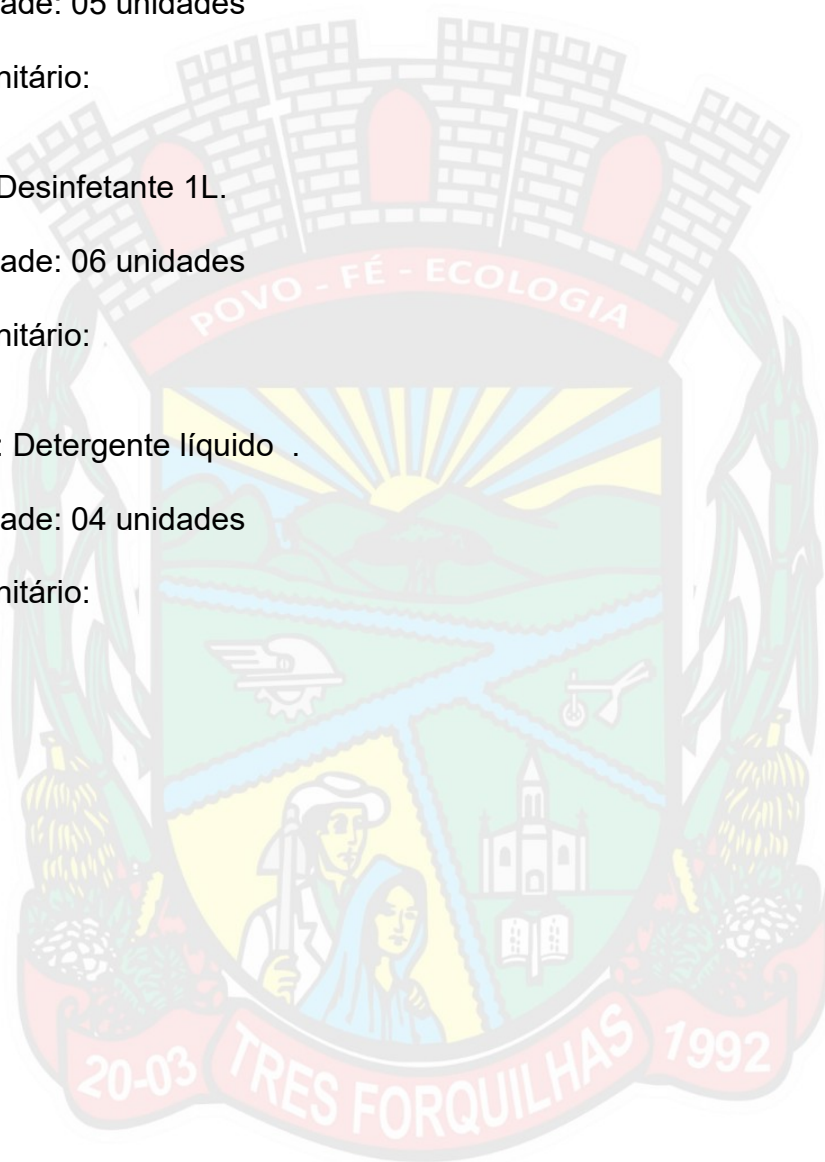 ade: 05 unidades
nitário:
Desinfetante 1L.
ade: 06 unidades
nitário:
: Detergente líquido .
ade: 04 unidades
nitário:
POVO - FÉ - ECOLOGIA
20-03
TRES FORQUILHAS
1992